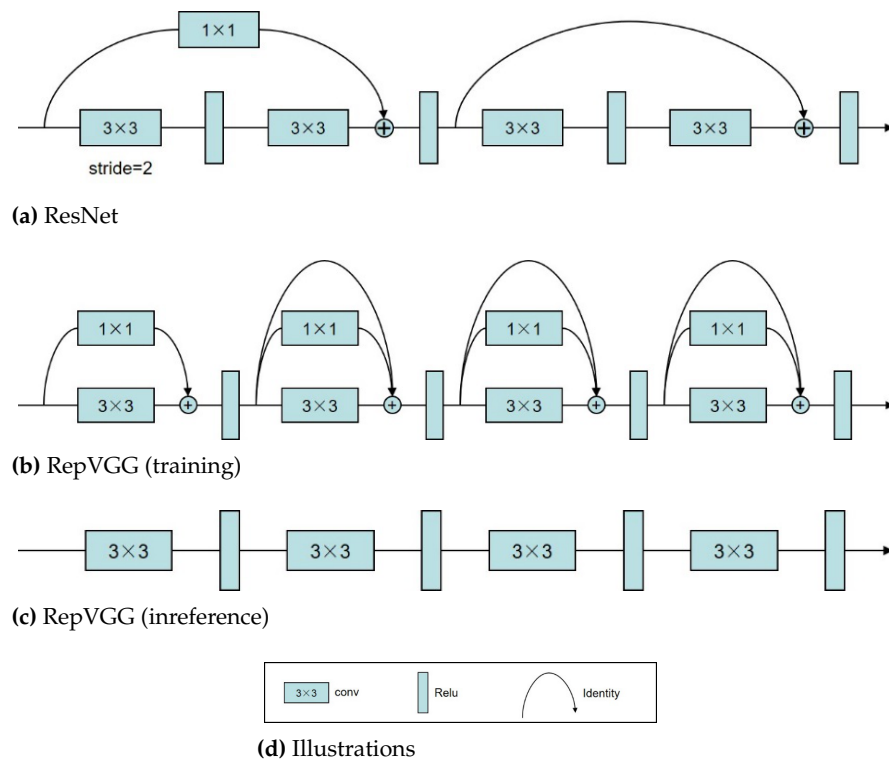 1×1
3×3 3×3 3×3 3×3
stride=2
(a) ResNet
1×1 1×1 1×1 1×1
3×3 3×3 3×3 3×3
(b) RepVGG (training)
3×3 3×3 3×3 3×3
(c) RepVGG (inreference)
3×3 conv Relu Identity
(d) Illustrations